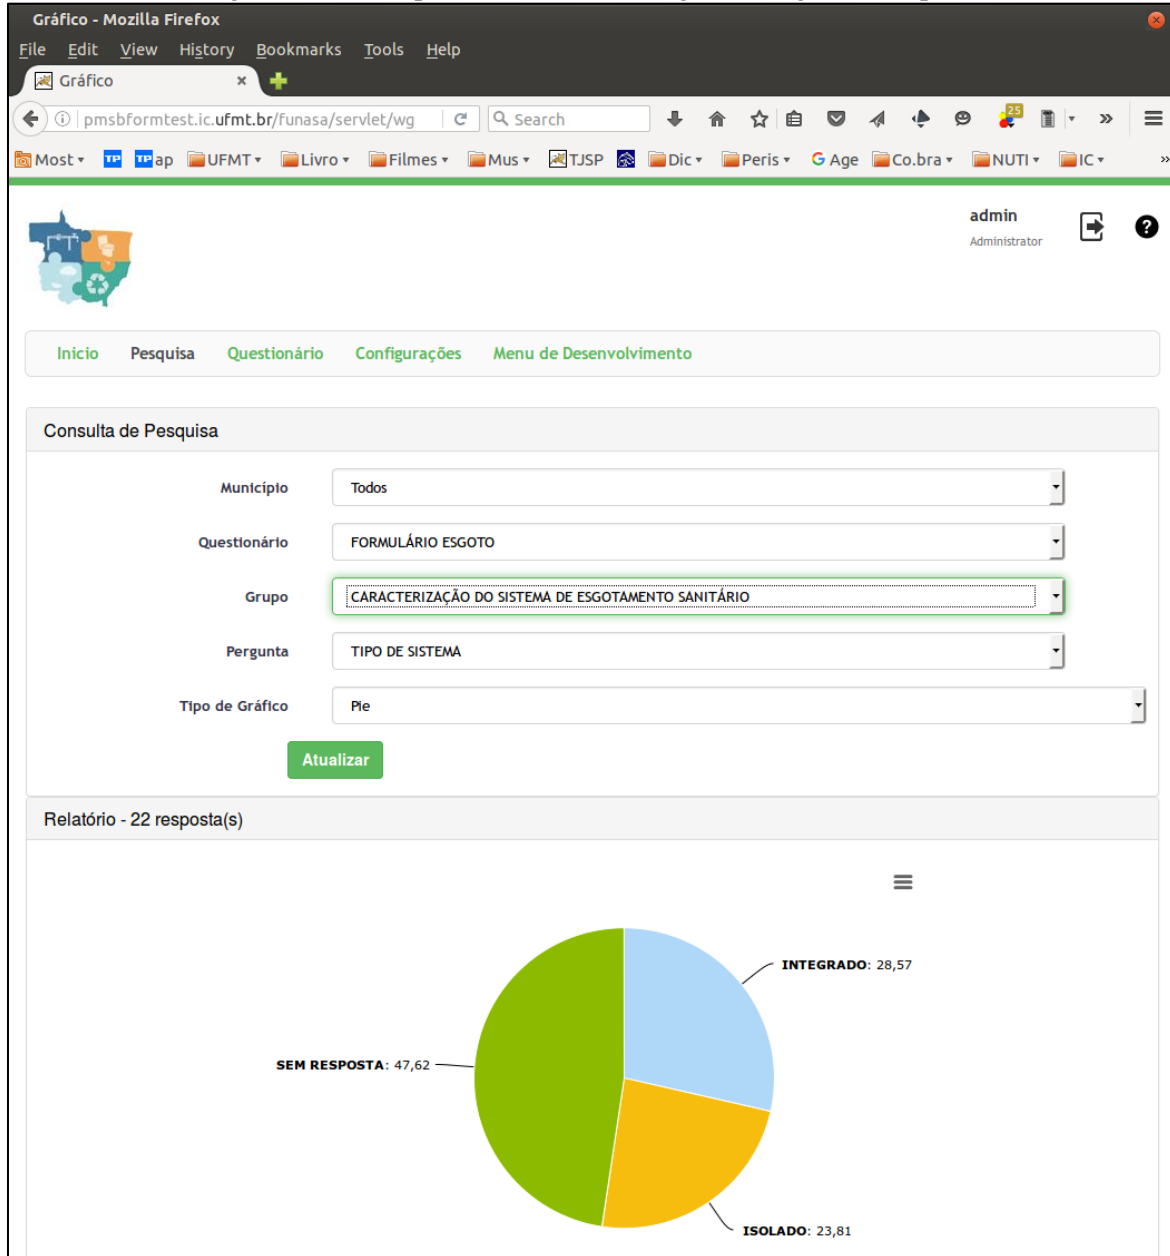 Gráfico - Mozilla Firefox
File Edit View History Bookmarks Tools Help
Gráfico
pmsbformtest.ic.ufmt.br/funasa/servlet/wg Search 25
Most TP TP ap UFMT Livro Filmes Mus TJSP Dic Peris G Age Co.bra NUTI IC
admin
Administrator
Inicio Pesquisa Questionário Configurações Menu de Desenvolvimento
Consulta de Pesquisa
Município Todos
Questionário FORMULÁRIO ESGOTO
Grupo CARACTERIZAÇÃO DO SISTEMA DE ESGOTAMENTO SANITÁRIO
Pergunta TIPO DE SISTEMA
Tipo de Gráfico Pie
Atualizar
Relatório - 22 resposta(s)
INTEGRADO: 28,57
SEM RESPOSTA: 47,62
ISOLADO: 23,81